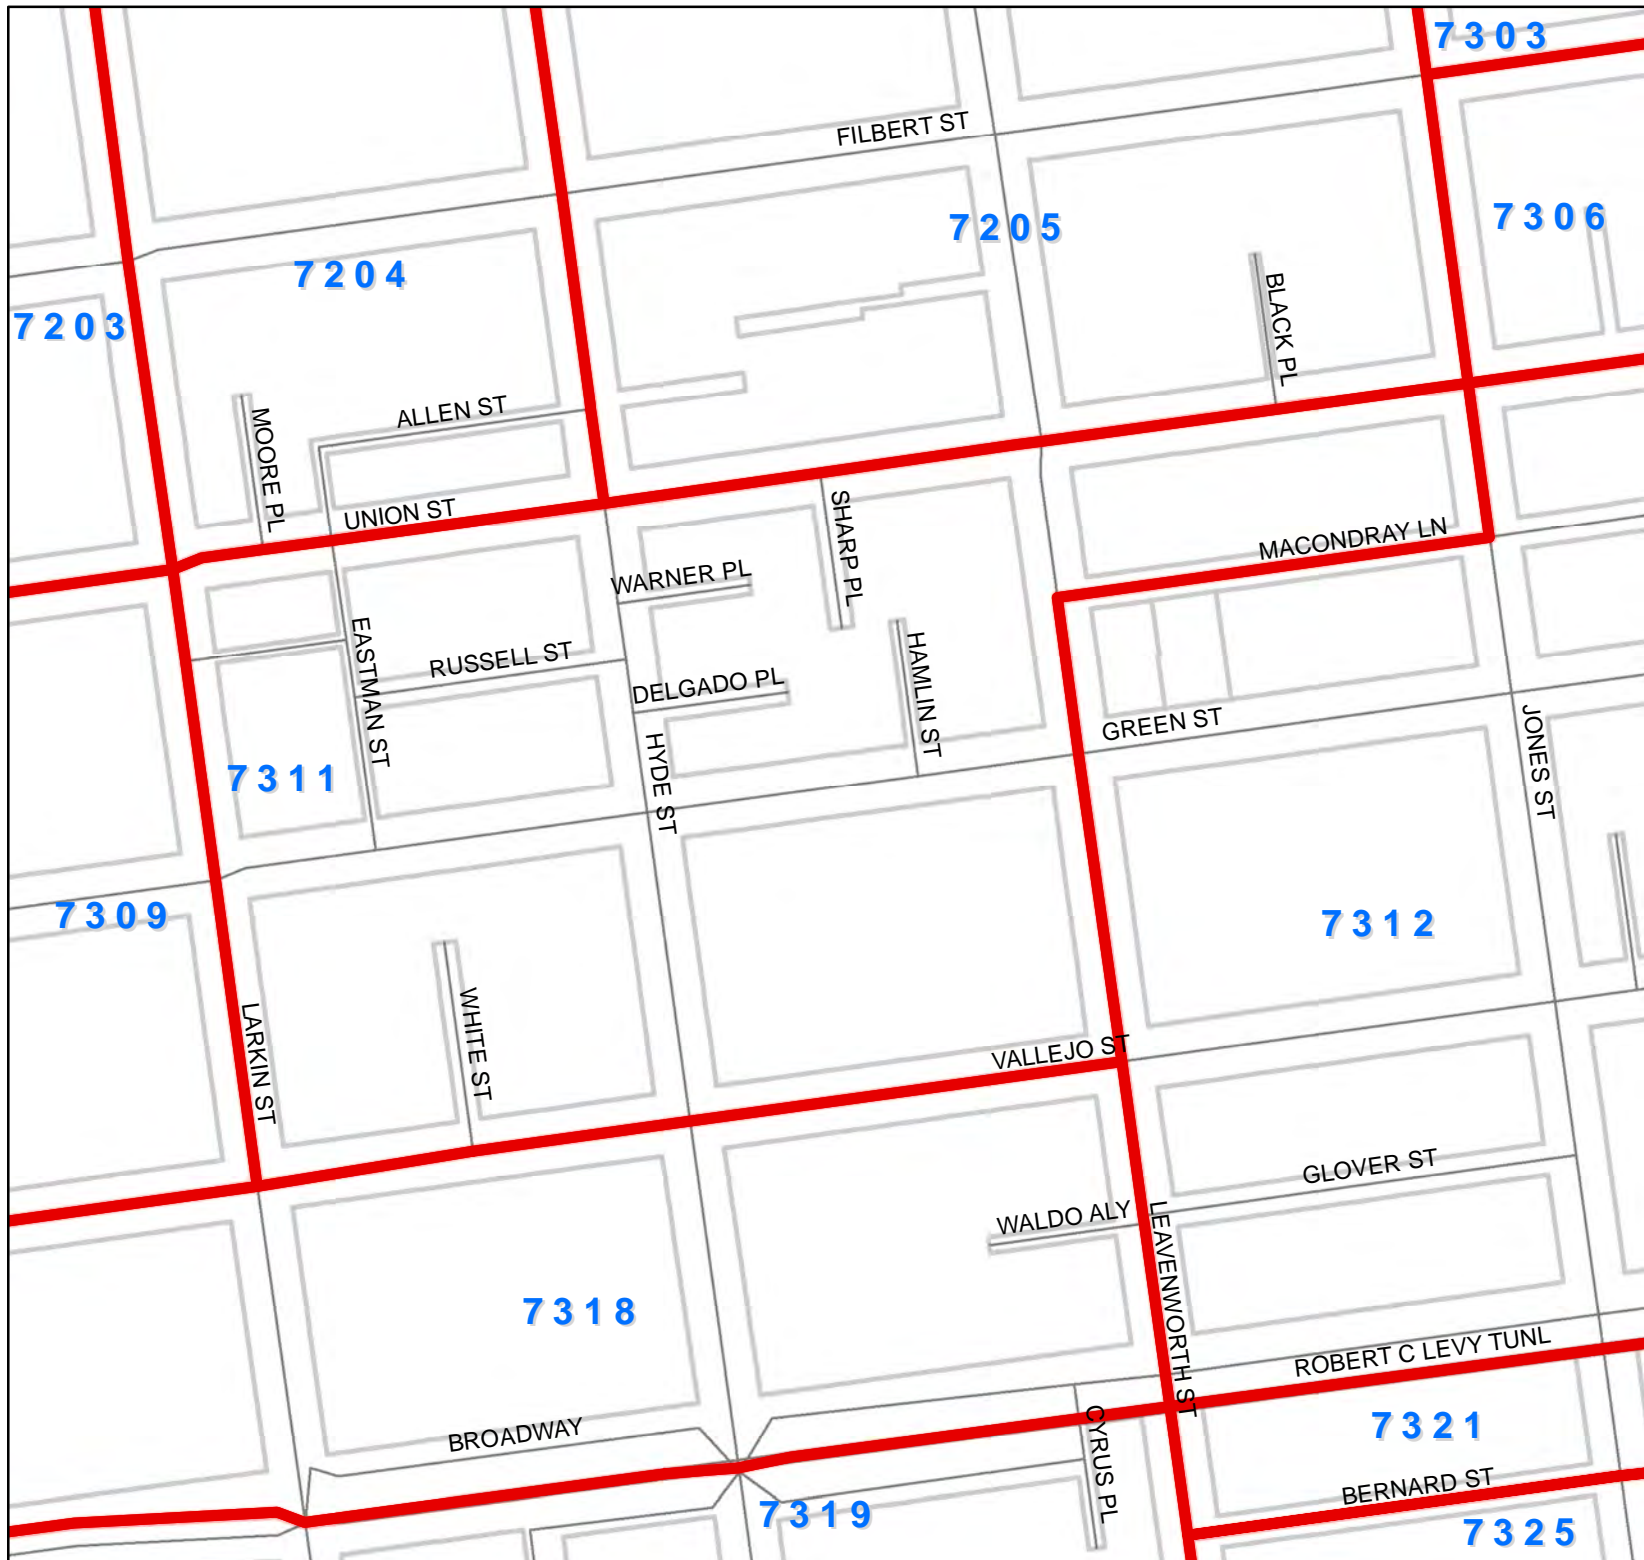 7303
FILBERT ST
7205
7306
7204
7203
BLACK PL
ALLEN ST
MOORE PL
UNION ST
SHARP PL
MACONDRAY LN
WARNER PL
EASTMAN ST
RUSSELL ST
DELGADO PL
HAMLIN ST
GREEN ST
JONES ST
HYDE ST
7311
7309
7312
WHITE ST
LARKIN ST
VALLEJO ST
GLOVER ST
WALDO ALY
LEAVENWORTH ST
7318
ROBERT C LEVY TUNL
BROADWAY
CYRUS PL
7321
BERNARD ST
7319
7325